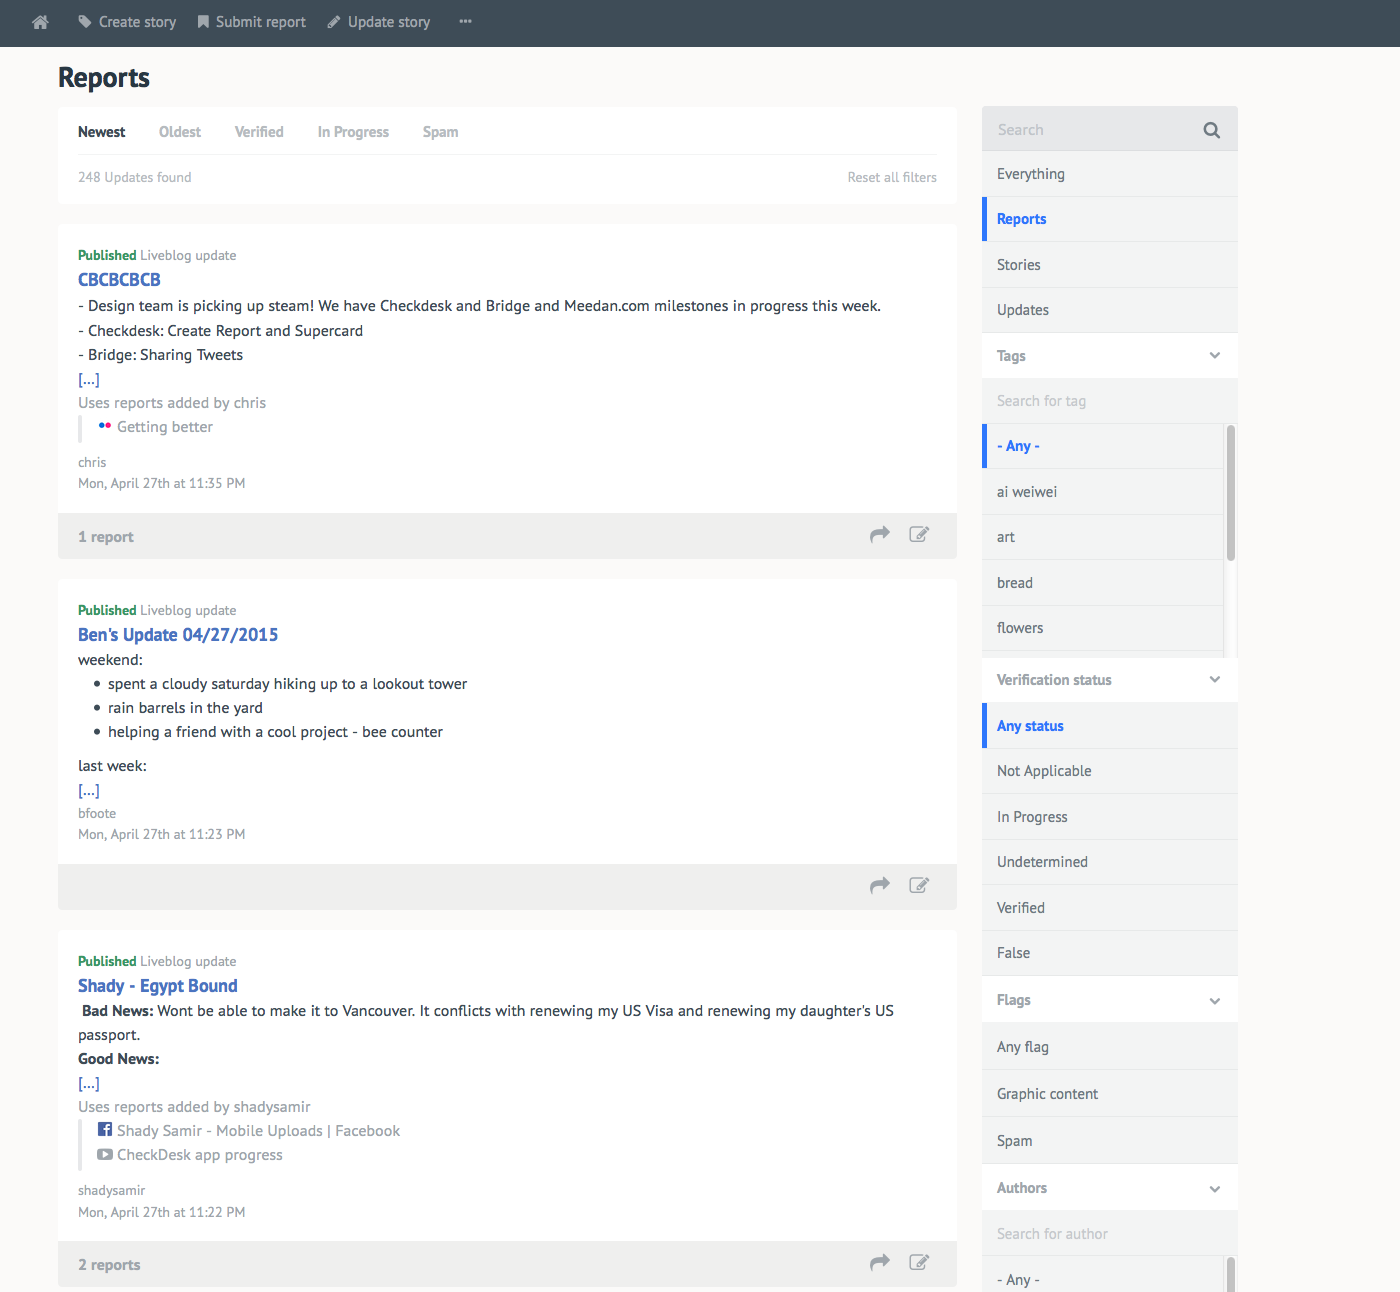 Create story Submit report Update story
Reports
Newest Oldest Verified In Progress Spam
248 Updates found Reset all filters
Published Liveblog update
CBCBCBCB
- Design team is picking up steam! We have Checkdesk and Bridge and Meedan.com milestones in progress this week.
- Checkdesk: Create Report and Supercard
- Bridge: Sharing Tweets
[...]
Uses reports added by chris
Getting better
chris
Mon, April 27th at 11:35 PM
1 report
Published Liveblog update
Ben's Update 04/27/2015
weekend:
• spent a cloudy saturday hiking up to a lookout tower
• rain barrels in the yard
• helping a friend with a cool project - bee counter
last week:
[...]
bfoote
Mon, April 27th at 11:23 PM
Published Liveblog update
Shady - Egypt Bound
Bad News: Wont be able to make it to Vancouver. It conflicts with renewing my US Visa and renewing my daughter's US
passport.
Good News:
[...]
Uses reports added by shadysamir
Shady Samir - Mobile Uploads | Facebook
CheckDesk app progress
shadysamir
Mon, April 27th at 11:22 PM
2 reports
Search
Everything
Reports
Stories
Updates
Tags
Search for tag
- Any -
ai weiwei
art
bread
flowers
Verification status
Any status
Not Applicable
In Progress
Undetermined
Verified
False
Flags
Any flag
Graphic content
Spam
Authors
Search for author
- Any -